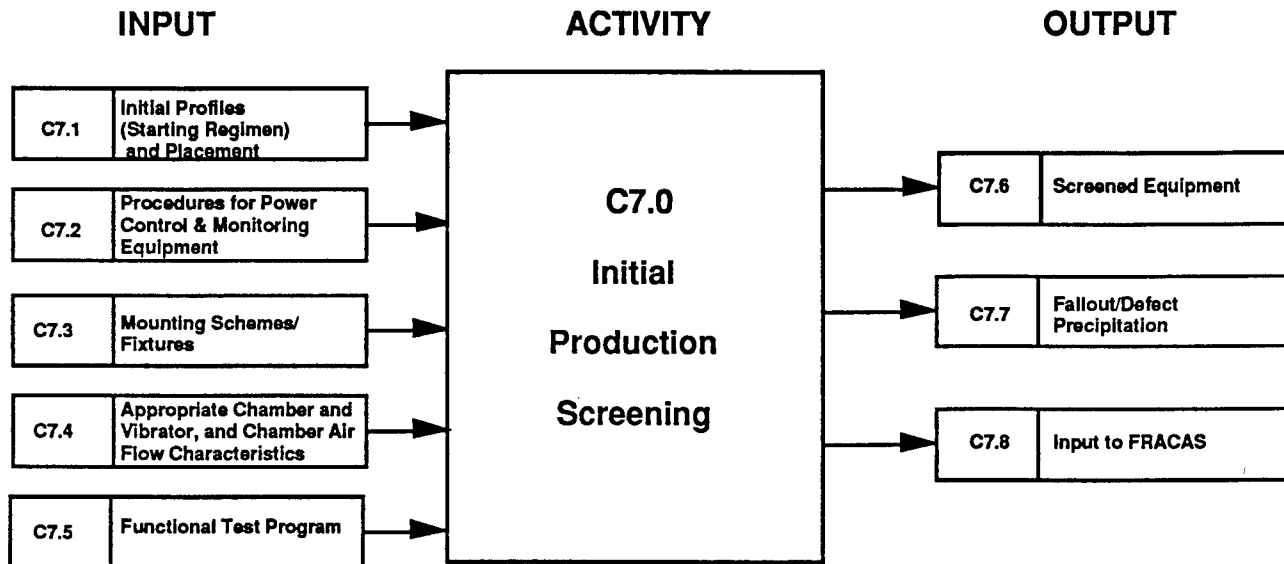 INPUT
ACTIVITY
OUTPUT
C7.1
Initial Profiles
(Starting Regimen)
and Placement
C7.2
Procedures for Power
Control & Monitoring
Equipment
C7.3
Mounting Schemes/
Fixtures
C7.4
Appropriate Chamber and
Vibrator, and Chamber Air
Flow Characteristics
C7.5
Functional Test Program
C7.0
Initial
Production
Screening
C7.6
Screened Equipment
C7.7
Fallout/Defect
Precipitation
C7.8
Input to FRACAS